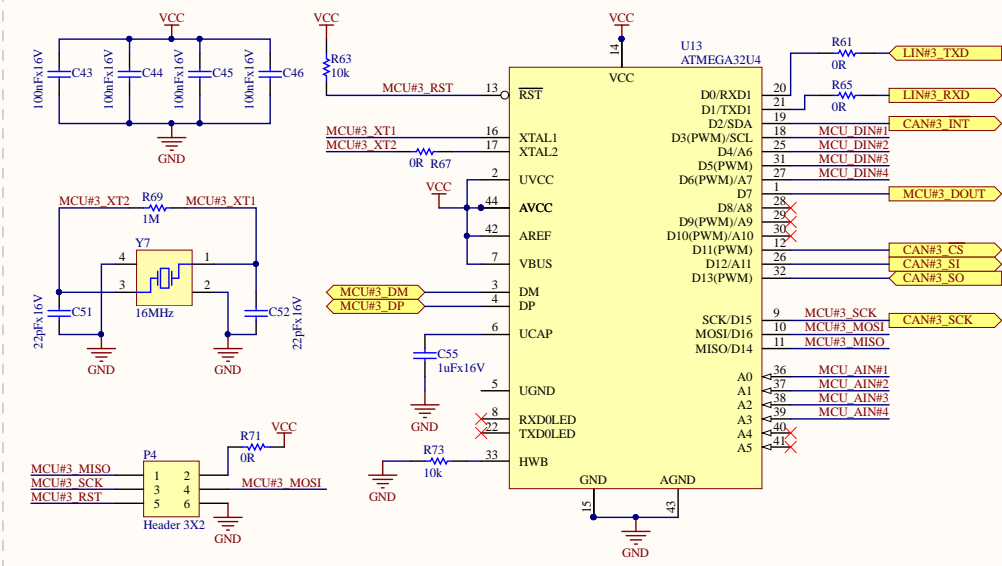 VCC
100nFx16V C43
100nFx16V C44
100nFx16V C45
100nFx16V C46
GND
VCC
R63
10k
MCU#3_RST
MCU#3_XT1
MCU#3_XT2
0R R67
VCC
MCU#3_DM
MCU#3_DP
C55
1uFx16V
GND
R73
10k
GND
MCU#3_XT2 R69 MCU#3_XT1
1M
Y7
4 1
3 2
16MHz
C51
22pFx16V
C52
22pFx16V
GND GND
R71
0R
VCC
P4
MCU#3_MISO 1 2
MCU#3_SCK 3 4 MCU#3_MOSI
MCU#3_RST 5 6
Header 3X2
GND
VCC
14
VCC
U13
ATMEGA32U4
13 RST
16 XTAL1
17 XTAL2
2 UVCC
44 AVCC
42 AREF
7 VBUS
3 DM
4 DP
6 UCAP
5 UGND
8 RXD0LED
22 TXD0LED
33 HWB
D0/RXD1 20
D1/TXD1 21
D2/SDA 19
D3(PWM)/SCL 18 MCU_DIN#1
D4/A6 25 MCU_DIN#2
D5(PWM) 31 MCU_DIN#3
D6(PWM)/A7 27 MCU_DIN#4
D7 1
D8/A8 28
D9(PWM)/A9 29
D10(PWM)/A10 30
D11(PWM) 12
D12/A11 26
D13(PWM) 32
SCK/D15 9 MCU#3_SCK
MOSI/D16 10 MCU#3_MOSI
MISO/D14 11 MCU#3_MISO
A0 36 MCU_AIN#1
A1 37 MCU_AIN#2
A2 38 MCU_AIN#3
A3 39 MCU_AIN#4
A4 40
A5 41
GND AGND
15 43
GND
R61
0R
LIN#3_TXD
R65
0R
LIN#3_RXD
CAN#3_INT
MCU#3_DOUT
CAN#3_CS
CAN#3_SI
CAN#3_SO
CAN#3_SCK